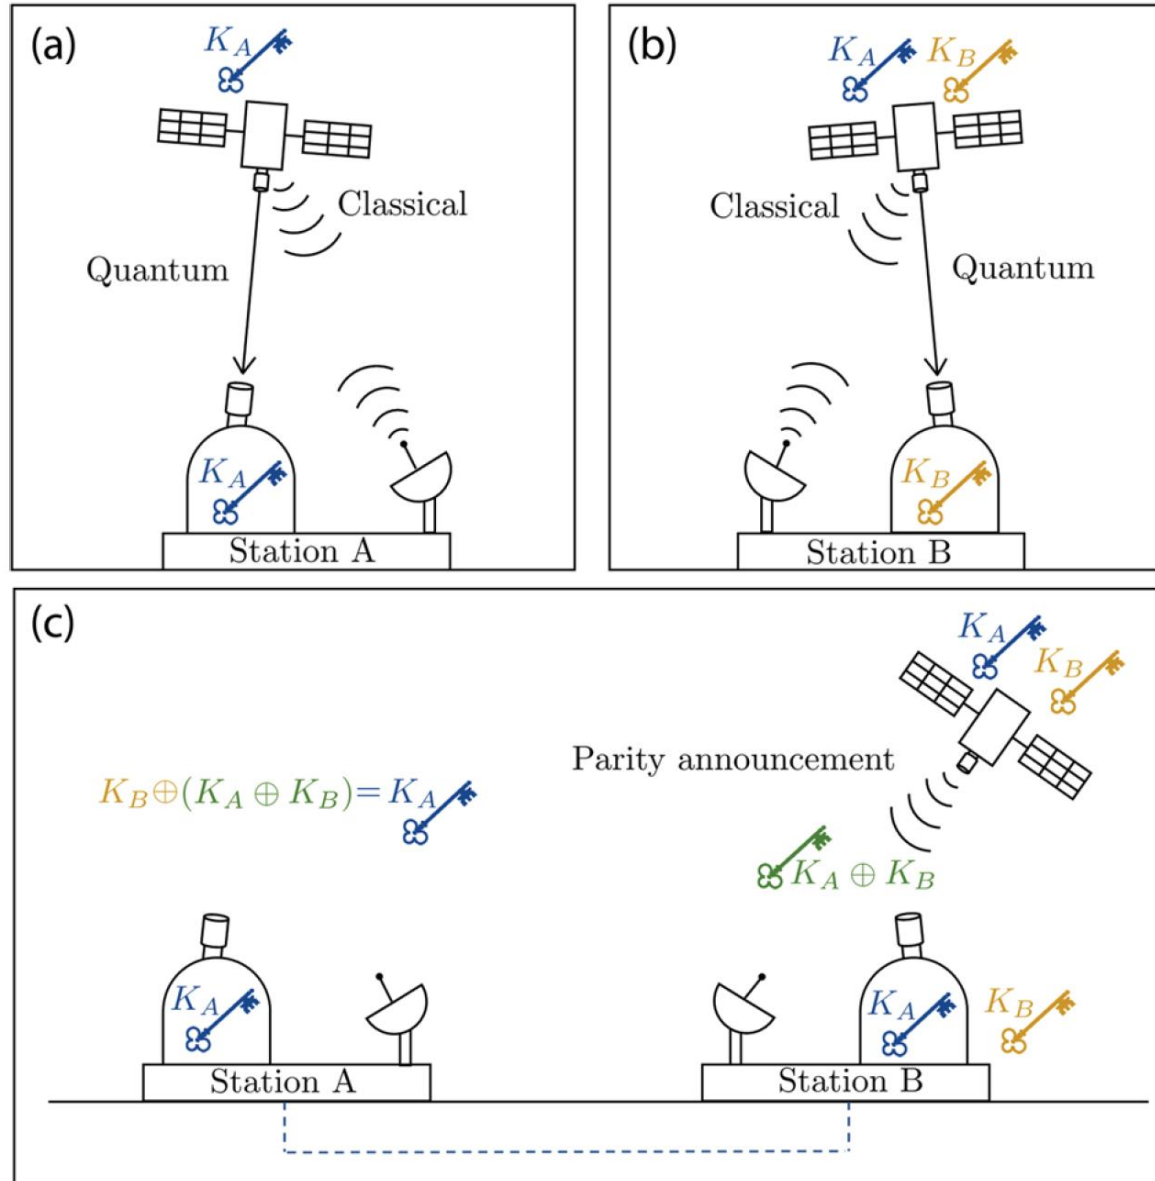 (a)
K_A
Classical
Quantum
K_A
Station A
(b)
K_A K_B
Classical
Quantum
K_B
Station B
(c)
K_A
K_B
Parity announcement
K_B⊕(K_A ⊕ K_B)= K_A
K_A ⊕ K_B
K_A
Station A
K_A K_B
Station B